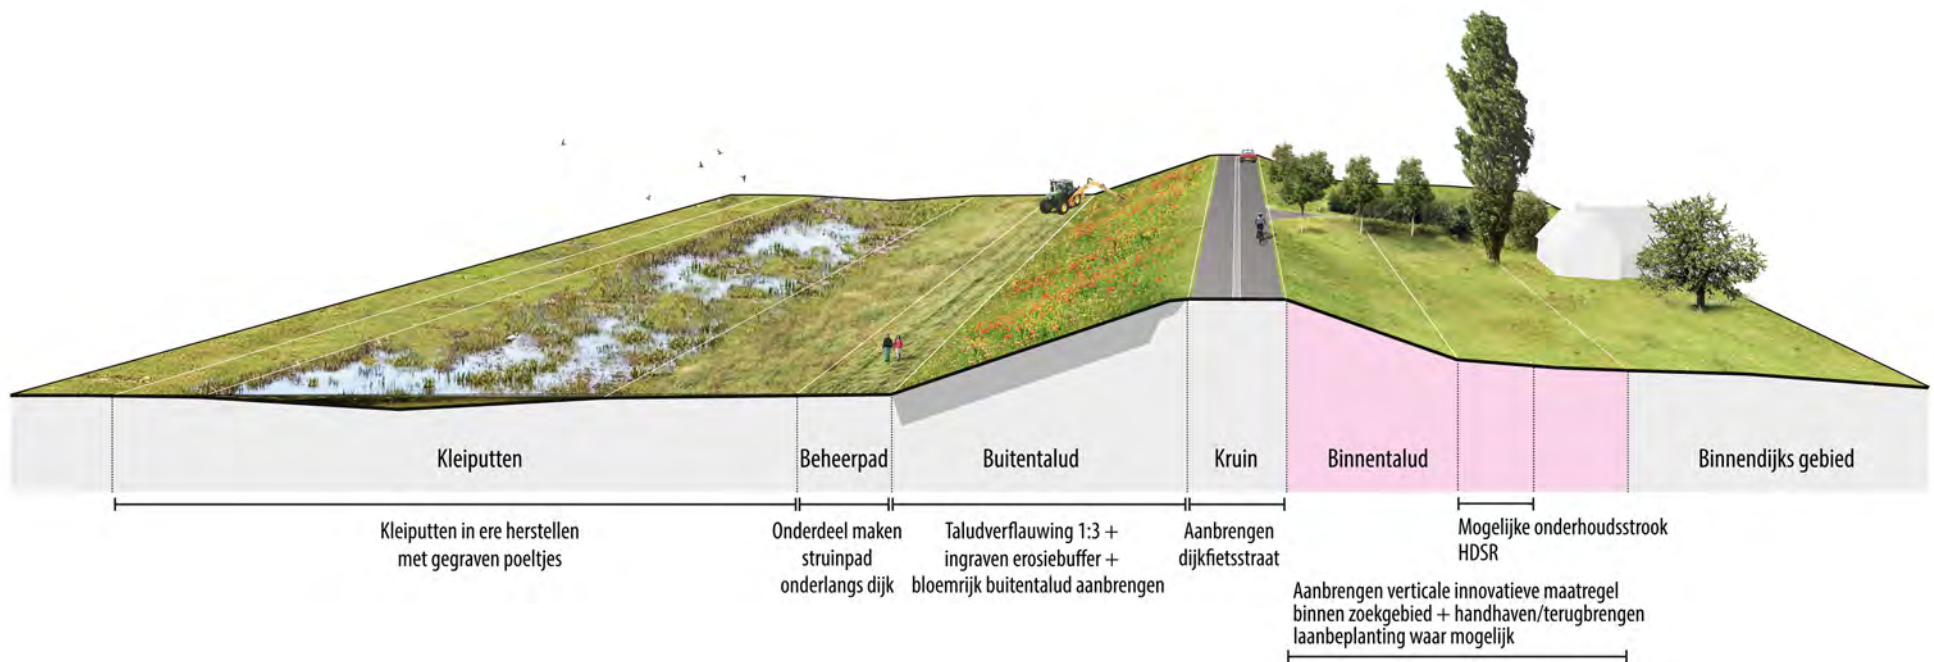 Kleiputten
Beheerpad
Buitentalud
Kruin
Binnentalud
Binnendijks gebied
Kleiputten in ere herstellen
met gegraven poeltjes
Onderdeel maken
struinpad
onderlangs dijk
Taludverflauwing 1:3 +
ingraven erosiebuffer +
bloemrijk buitentalud aanbrengen
Aanbrengen
dijkfietsstraat
Mogelijke onderhoudsstrook
HDSR
Aanbrengen verticale innovatieve maatregel
binnen zoekgebied + handhaven/terugbrengen
laanbeplanting waar mogelijk